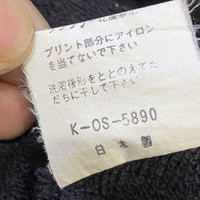 プリント部分にアイロン
を当てないで下さい
洗濯後形をととのえてた
だちに干して下さい
K-OS-5890
日本製